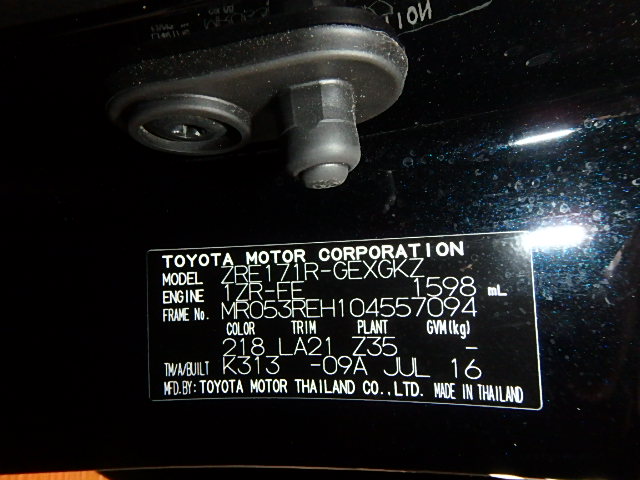 TOYOTA MOTOR CORPORATION
MODEL ZRE171R-GEXGKZ
ENGINE 1ZR-FE 1598 mL
FRAME No. MR053REH104557094
COLOR TRIM PLANT GVM(kg)
218 LA21 Z35 -
TM/A/BUILT K313 -09A JUL 16
MFD.BY: TOYOTA MOTOR THAILAND CO.,LTD. MADE IN THAILAND